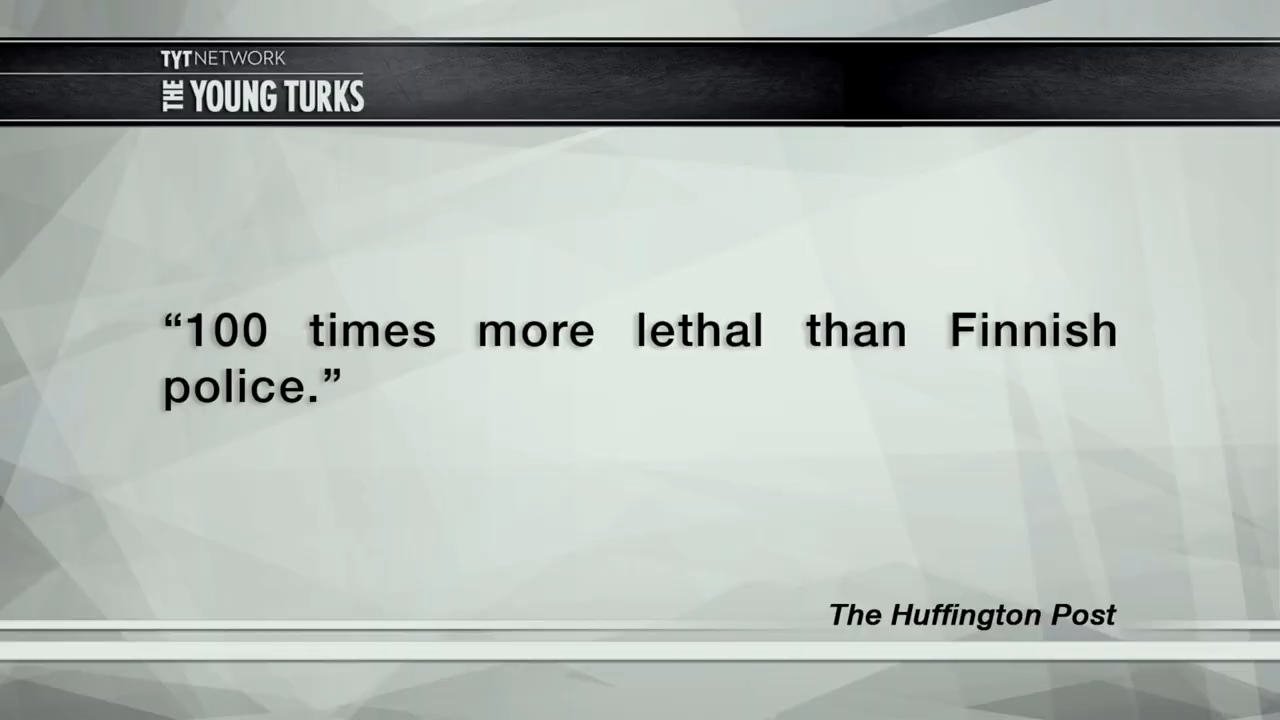 TYTNETWORK
THE YOUNG TURKS
“100 times more lethal than Finnish
police.”
The Huffington Post